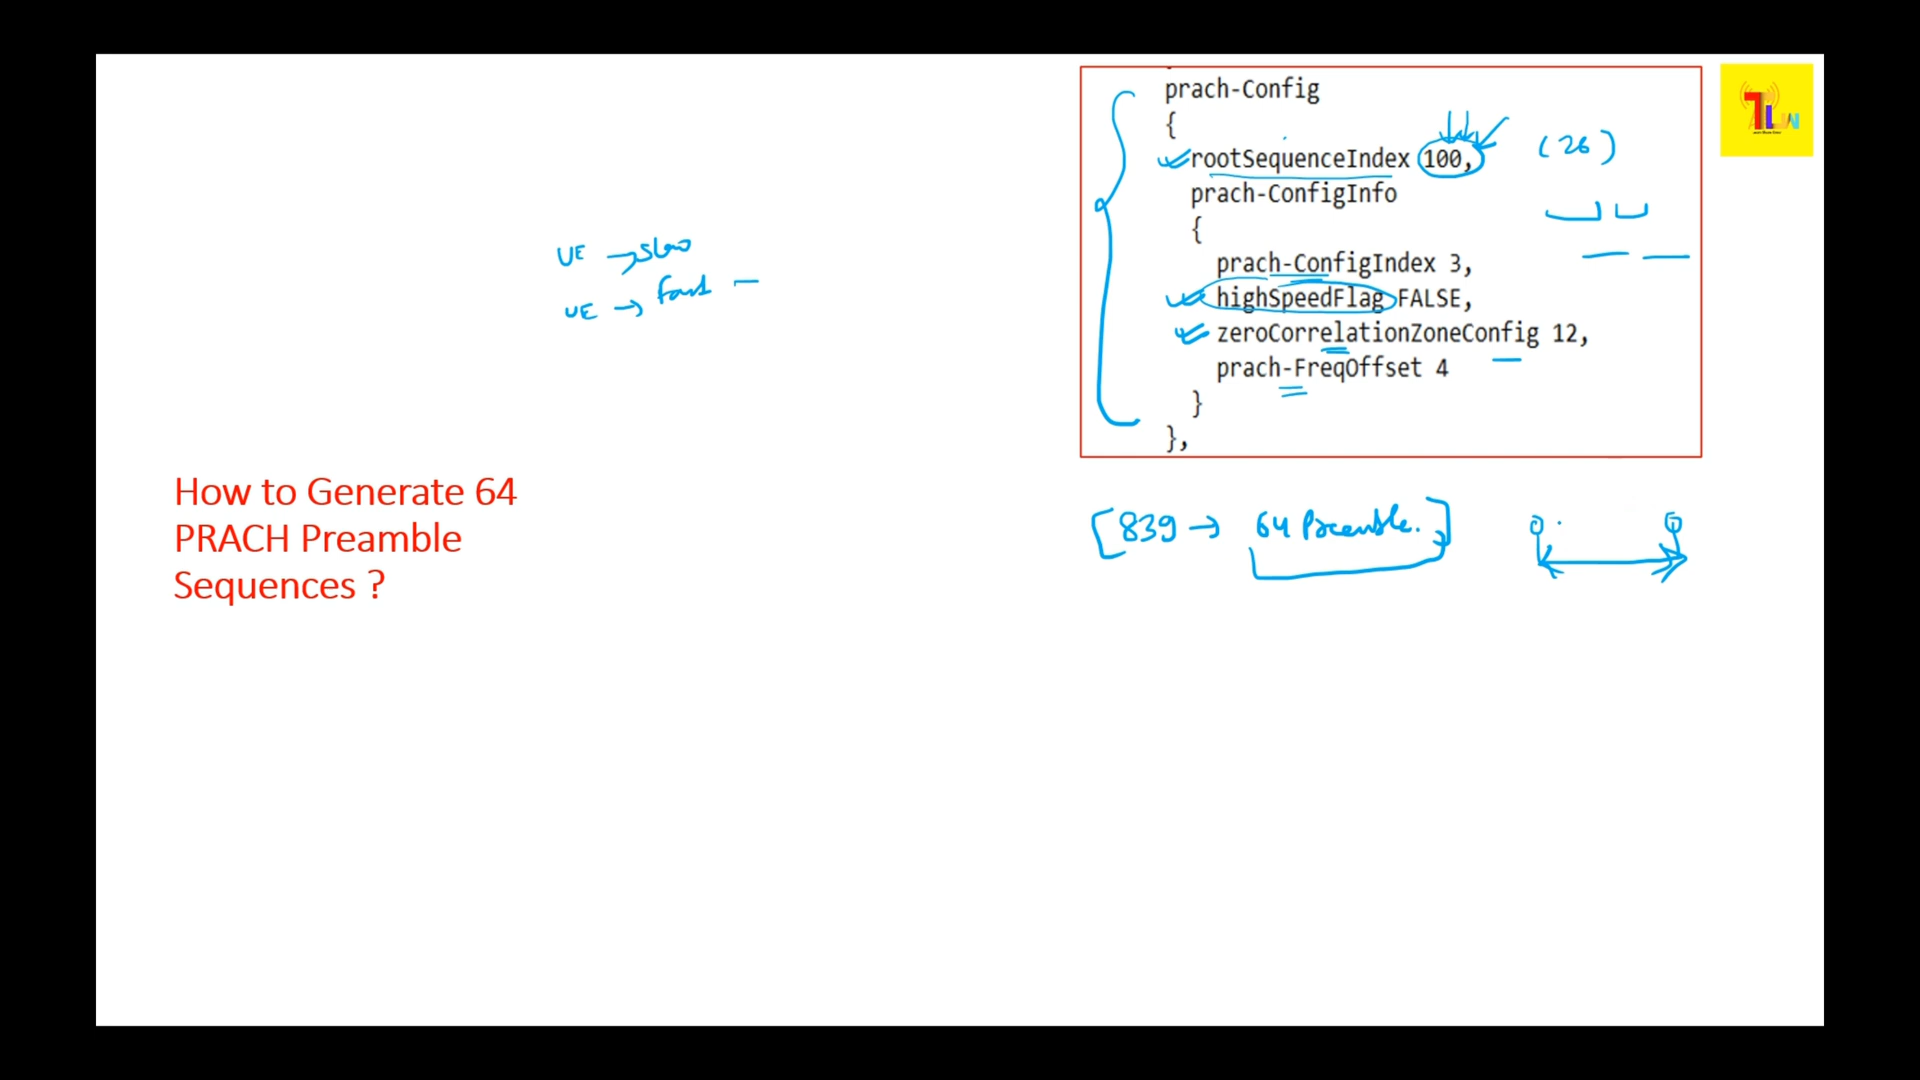 prach-Config
{
rootSequenceIndex 100,
(26)
prach-ConfigInfo
{
prach-ConfigIndex 3,
highSpeedFlag FALSE,
zeroCorrelationZoneConfig 12,
prach-FreqOffset 4
}
},
UE → slow
UE → fast —
How to Generate 64
PRACH Preamble
Sequences ?
[839 → 64 Preamble.]